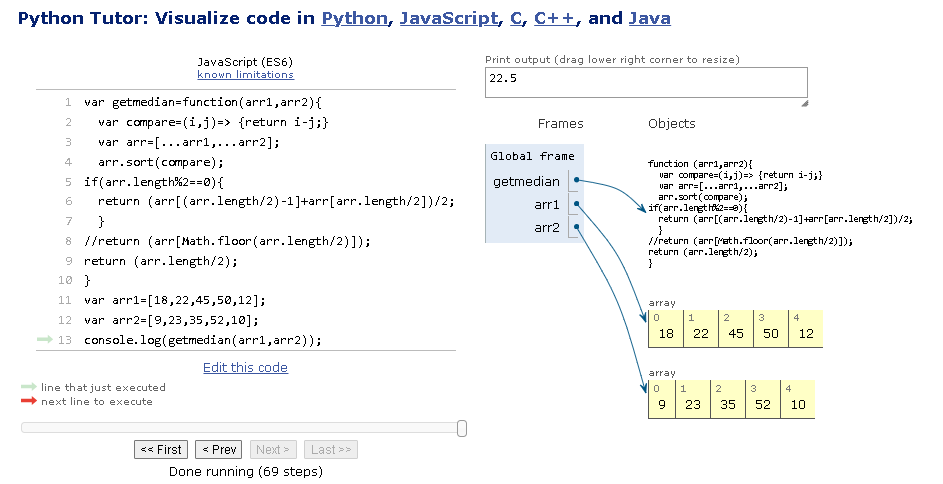 Python Tutor: Visualize code in Python, JavaScript, C, C++, and Java
JavaScript (ES6)
known limitations
1 var getmedian=function(arr1,arr2){
2 var compare=(i,j)=> {return i-j;}
3 var arr=[...arr1,...arr2];
4 arr.sort(compare);
5 if(arr.length%2==0){
6 return (arr[(arr.length/2)-1]+arr[arr.length/2])/2;
7 }
8 //return (arr[Math.floor(arr.length/2)]);
9 return (arr.length/2);
10 }
11 var arr1=[18,22,45,50,12];
12 var arr2=[9,23,35,52,10];
13 console.log(getmedian(arr1,arr2));
Edit this code
line that just executed
next line to execute
<< First < Prev Next > Last >>
Done running (69 steps)
Print output (drag lower right corner to resize)
22.5
Frames Objects
Global frame
getmedian
arr1
arr2
function (arr1,arr2){
var compare=(i,j)=> {return i-j;}
var arr=[...arr1,...arr2];
arr.sort(compare);
if(arr.length%2==0){
return (arr[(arr.length/2)-1]+arr[arr.length/2])/2;
}
//return (arr[Math.floor(arr.length/2)]);
return (arr.length/2);
}
array
0 1 2 3 4
18 22 45 50 12
array
0 1 2 3 4
9 23 35 52 10